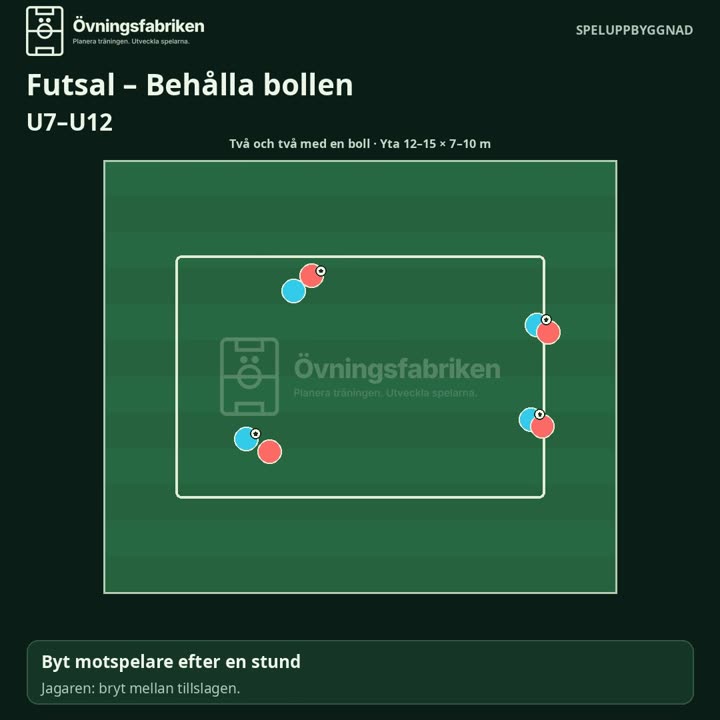 Övningsfabriken
Planera träningen. Utveckla spelarna.
SPELUPPBYGGNAD
Futsal – Behålla bollen
U7–U12
Två och två med en boll · Yta 12–15 × 7–10 m
Övningsfabriken
Planera träningen. Utveckla spelarna.
Byt motspelare efter en stund
Jagaren: bryt mellan tillslagen.